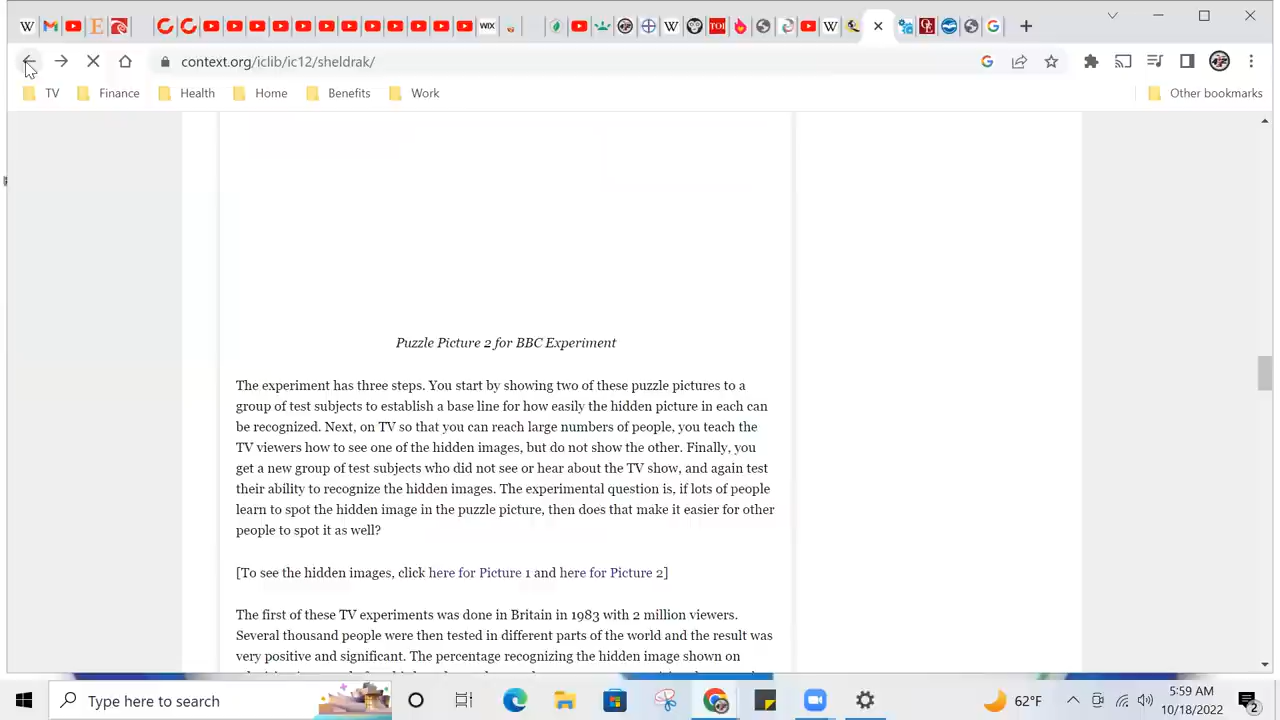 context.org/iclib/ic12/sheldrak/
TV Finance Health Home Benefits Work Other bookmarks
Puzzle Picture 2 for BBC Experiment
The experiment has three steps. You start by showing two of these puzzle pictures to a
group of test subjects to establish a base line for how easily the hidden picture in each can
be recognized. Next, on TV so that you can reach large numbers of people, you teach the
TV viewers how to see one of the hidden images, but do not show the other. Finally, you
get a new group of test subjects who did not see or hear about the TV show, and again test
their ability to recognize the hidden images. The experimental question is, if lots of people
learn to spot the hidden image in the puzzle picture, then does that make it easier for other
people to spot it as well?
[To see the hidden images, click here for Picture 1 and here for Picture 2]
The first of these TV experiments was done in Britain in 1983 with 2 million viewers.
Several thousand people were then tested in different parts of the world and the result was
very positive and significant. The percentage recognizing the hidden image shown on
Type here to search
62°F
5:59 AM
10/18/2022
2